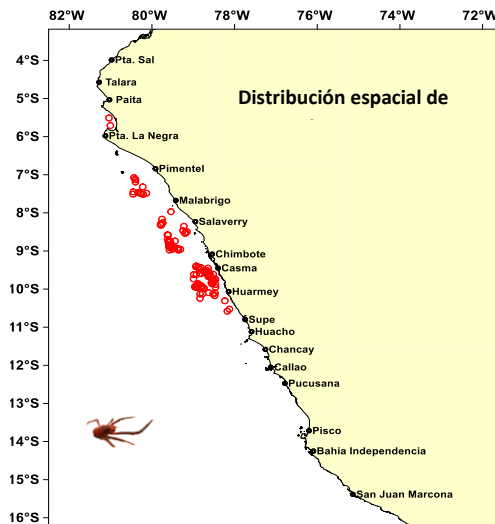 82°W 80°W 78°W 76°W 74°W 72°W
4°S
5°S
6°S
7°S
8°S
9°S
10°S
11°S
12°S
13°S
14°S
15°S
16°S
Distribución espacial de
Pta. Sal
Talara
Paita
Pta. La Negra
Pimentel
Malabrigo
Salaverry
Chimbote
Casma
Huarmey
Supe
Huacho
Chancay
Callao
Pucusana
Pisco
Bahia Independencia
San Juan Marcona